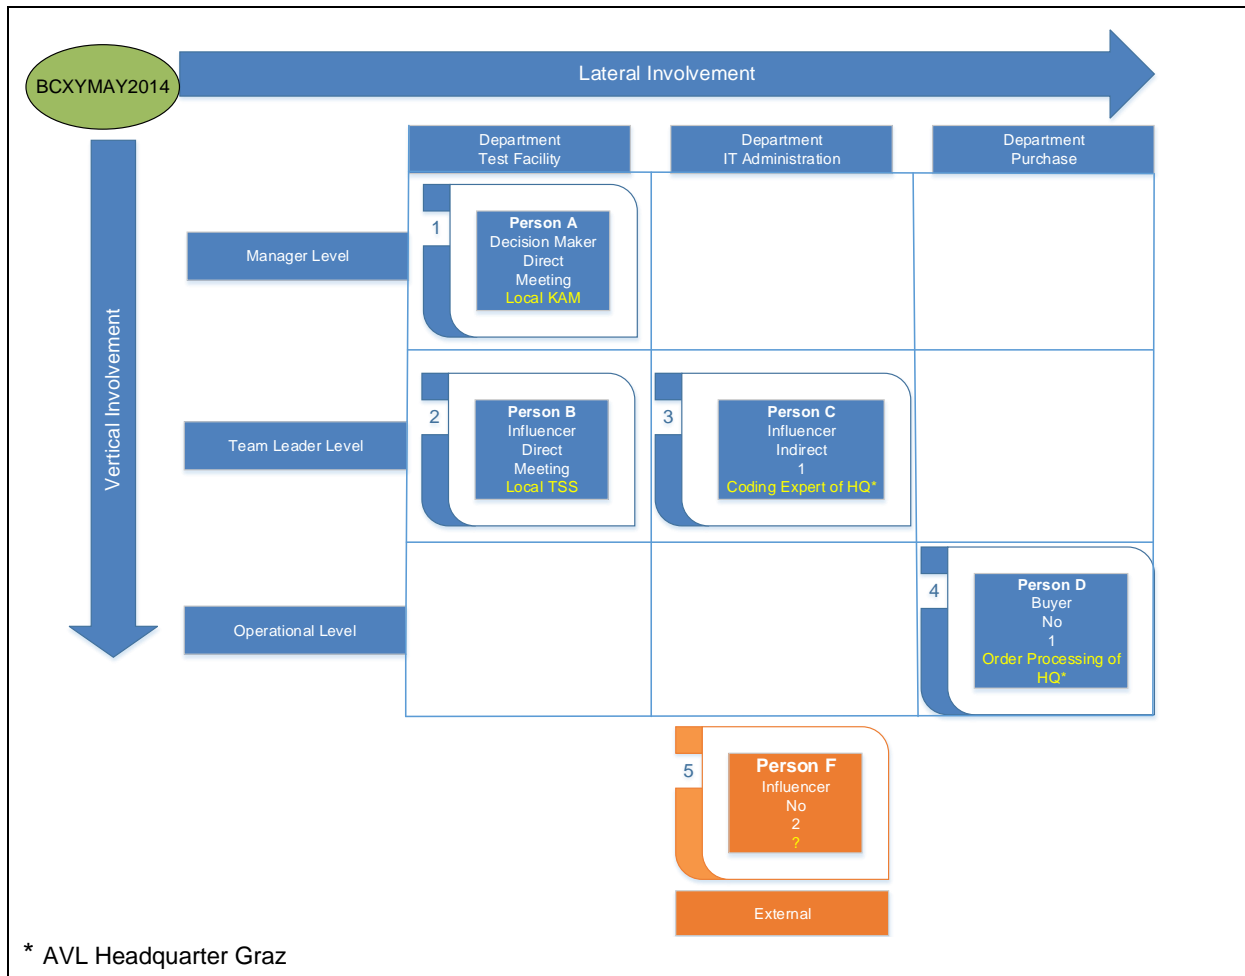 BCXYMAY2014
Lateral Involvement
Vertical Involvement
Department
Test Facility
Department
IT Administration
Department
Purchase
Manager Level
1
Person A
Decision Maker
Direct
Meeting
Local KAM
Team Leader Level
2
Person B
Influencer
Direct
Meeting
Local TSS
3
Person C
Influencer
Indirect
1
Coding Expert of HQ*
Operational Level
4
Person D
Buyer
No
1
Order Processing of
HQ*
5
Person F
Influencer
No
2
?
External
* AVL Headquarter Graz